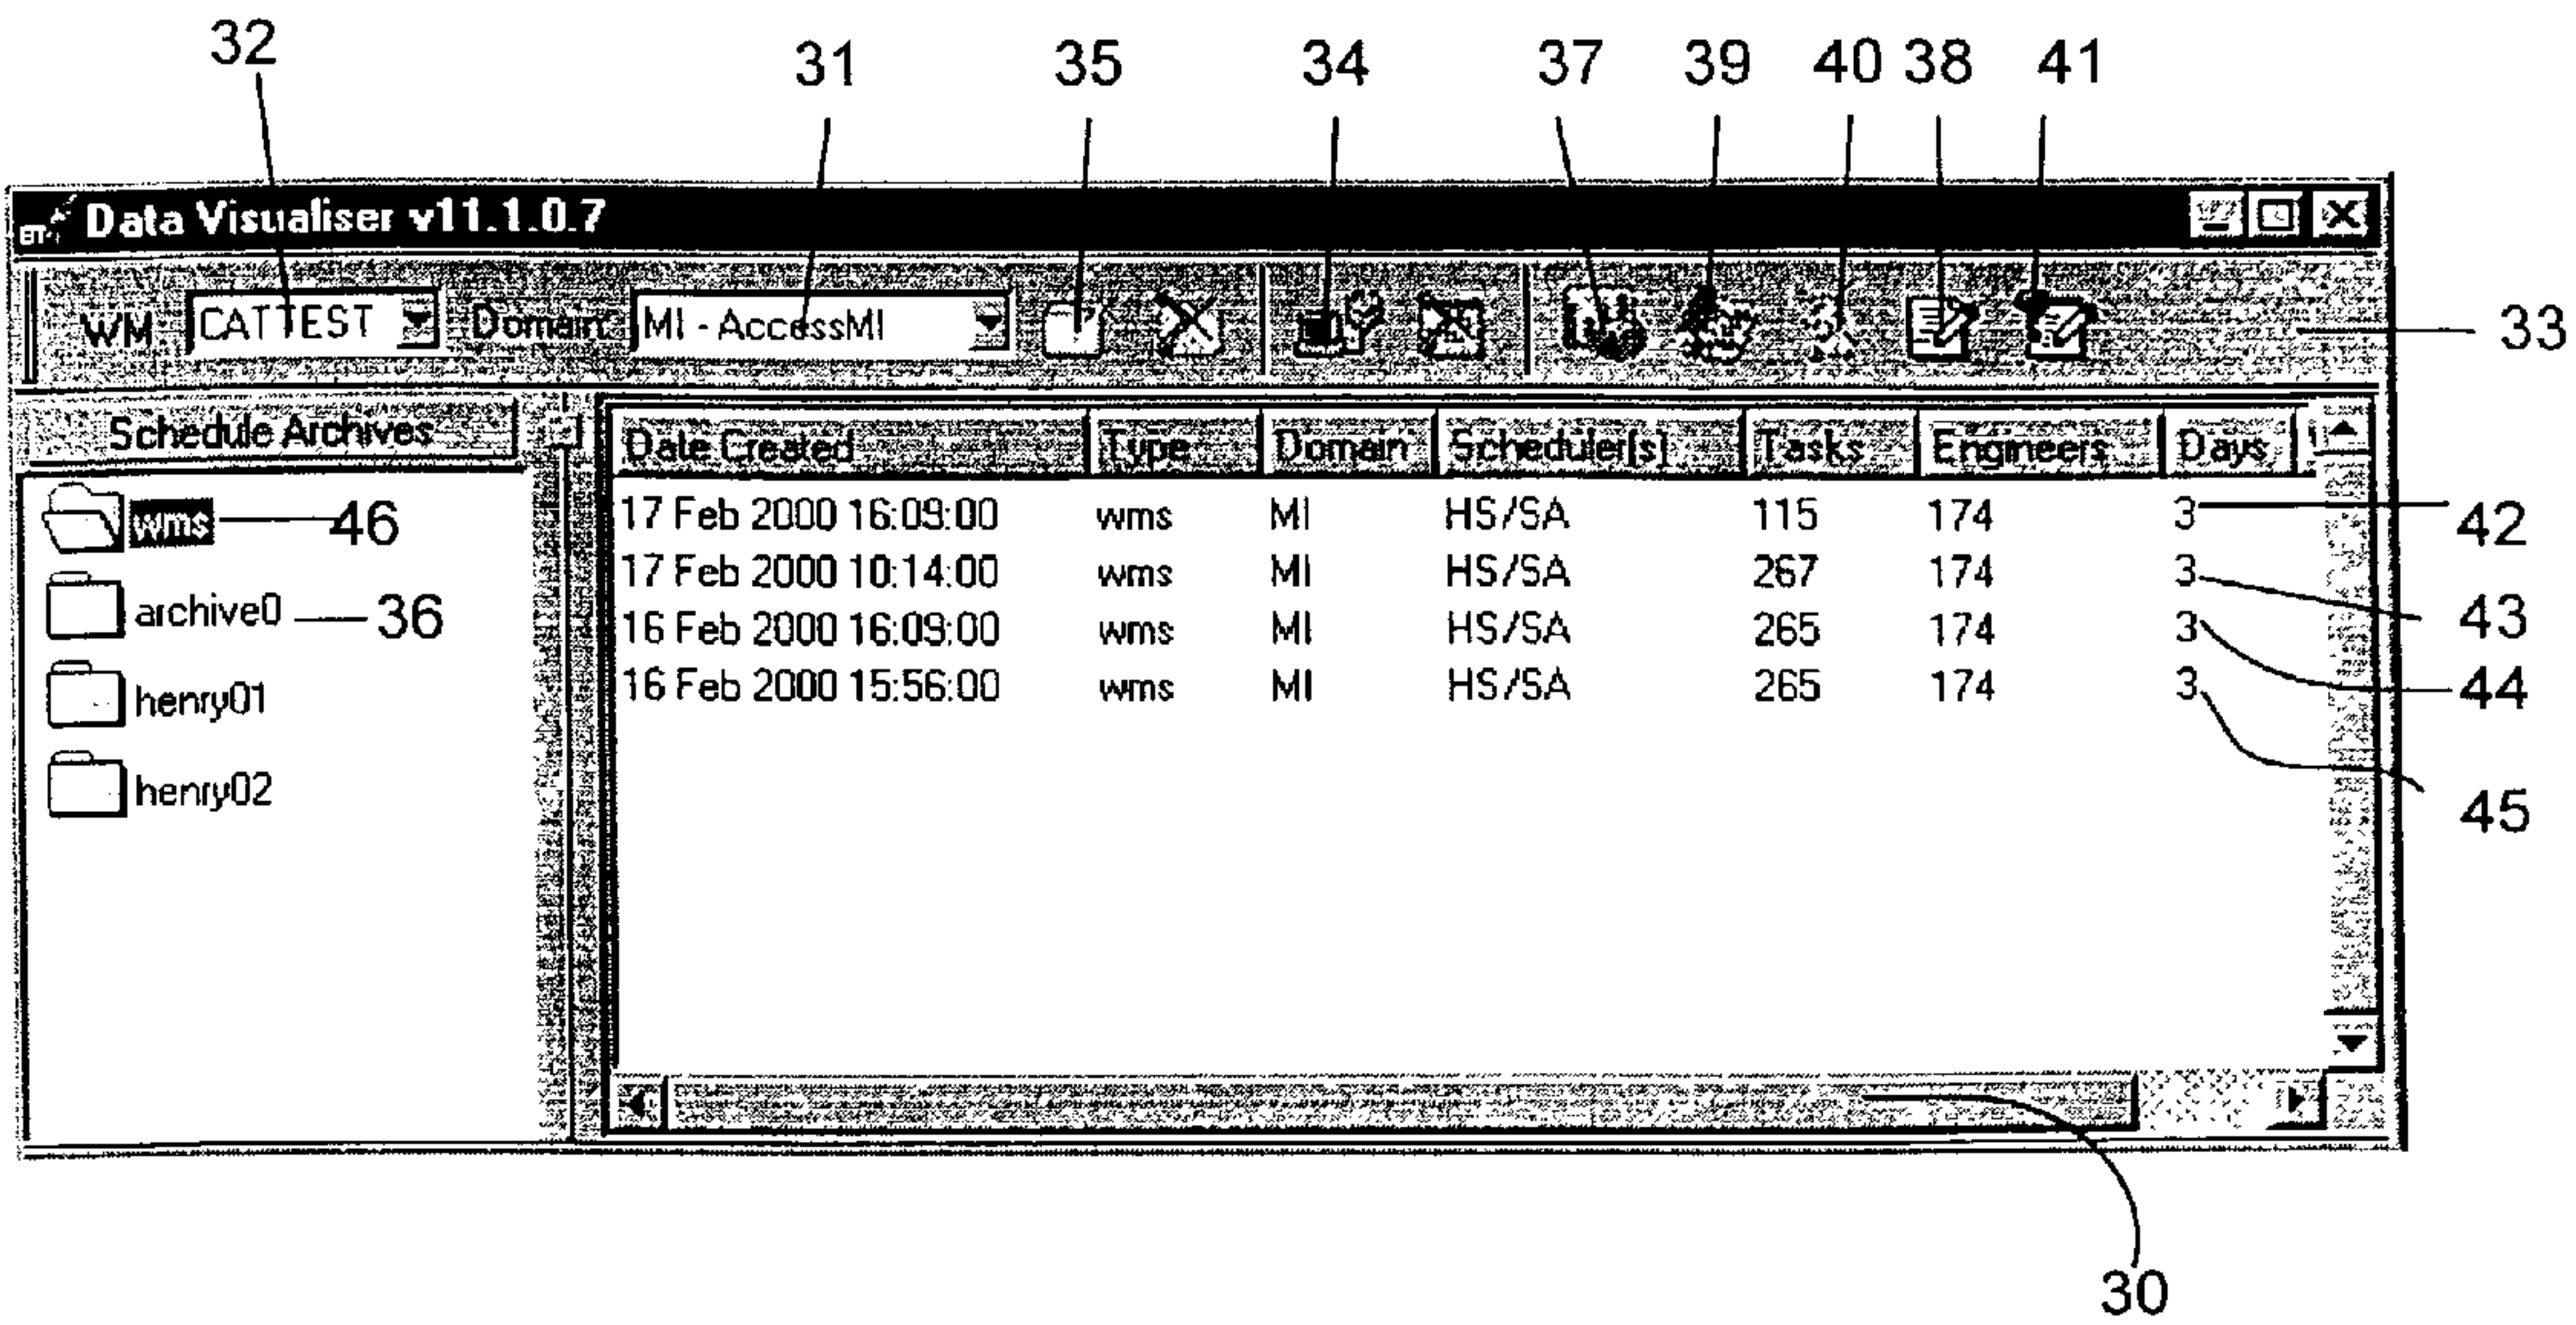 32 31 35 34 37 39 40 38 41
BT Data Visualiser v11.1.0.7
WM CATTEST Domain: MI - AccessMI 33
Schedule Archives
wms 46
archive0 36
henry01
henry02
Date Created Type Domain Scheduler[s] Tasks Engineers Days
17 Feb 2000 16:09:00 wms MI HS/SA 115 174 3 42
17 Feb 2000 10:14:00 wms MI HS/SA 267 174 3 43
16 Feb 2000 16:09:00 wms MI HS/SA 265 174 3 44
16 Feb 2000 15:56:00 wms MI HS/SA 265 174 3 45
30